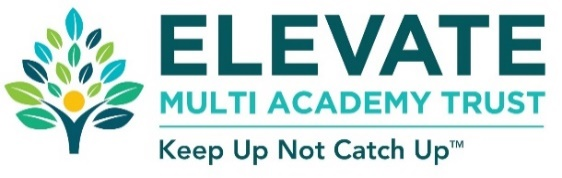 ELEVATE
MULTI ACADEMY TRUST
Keep Up Not Catch Up™